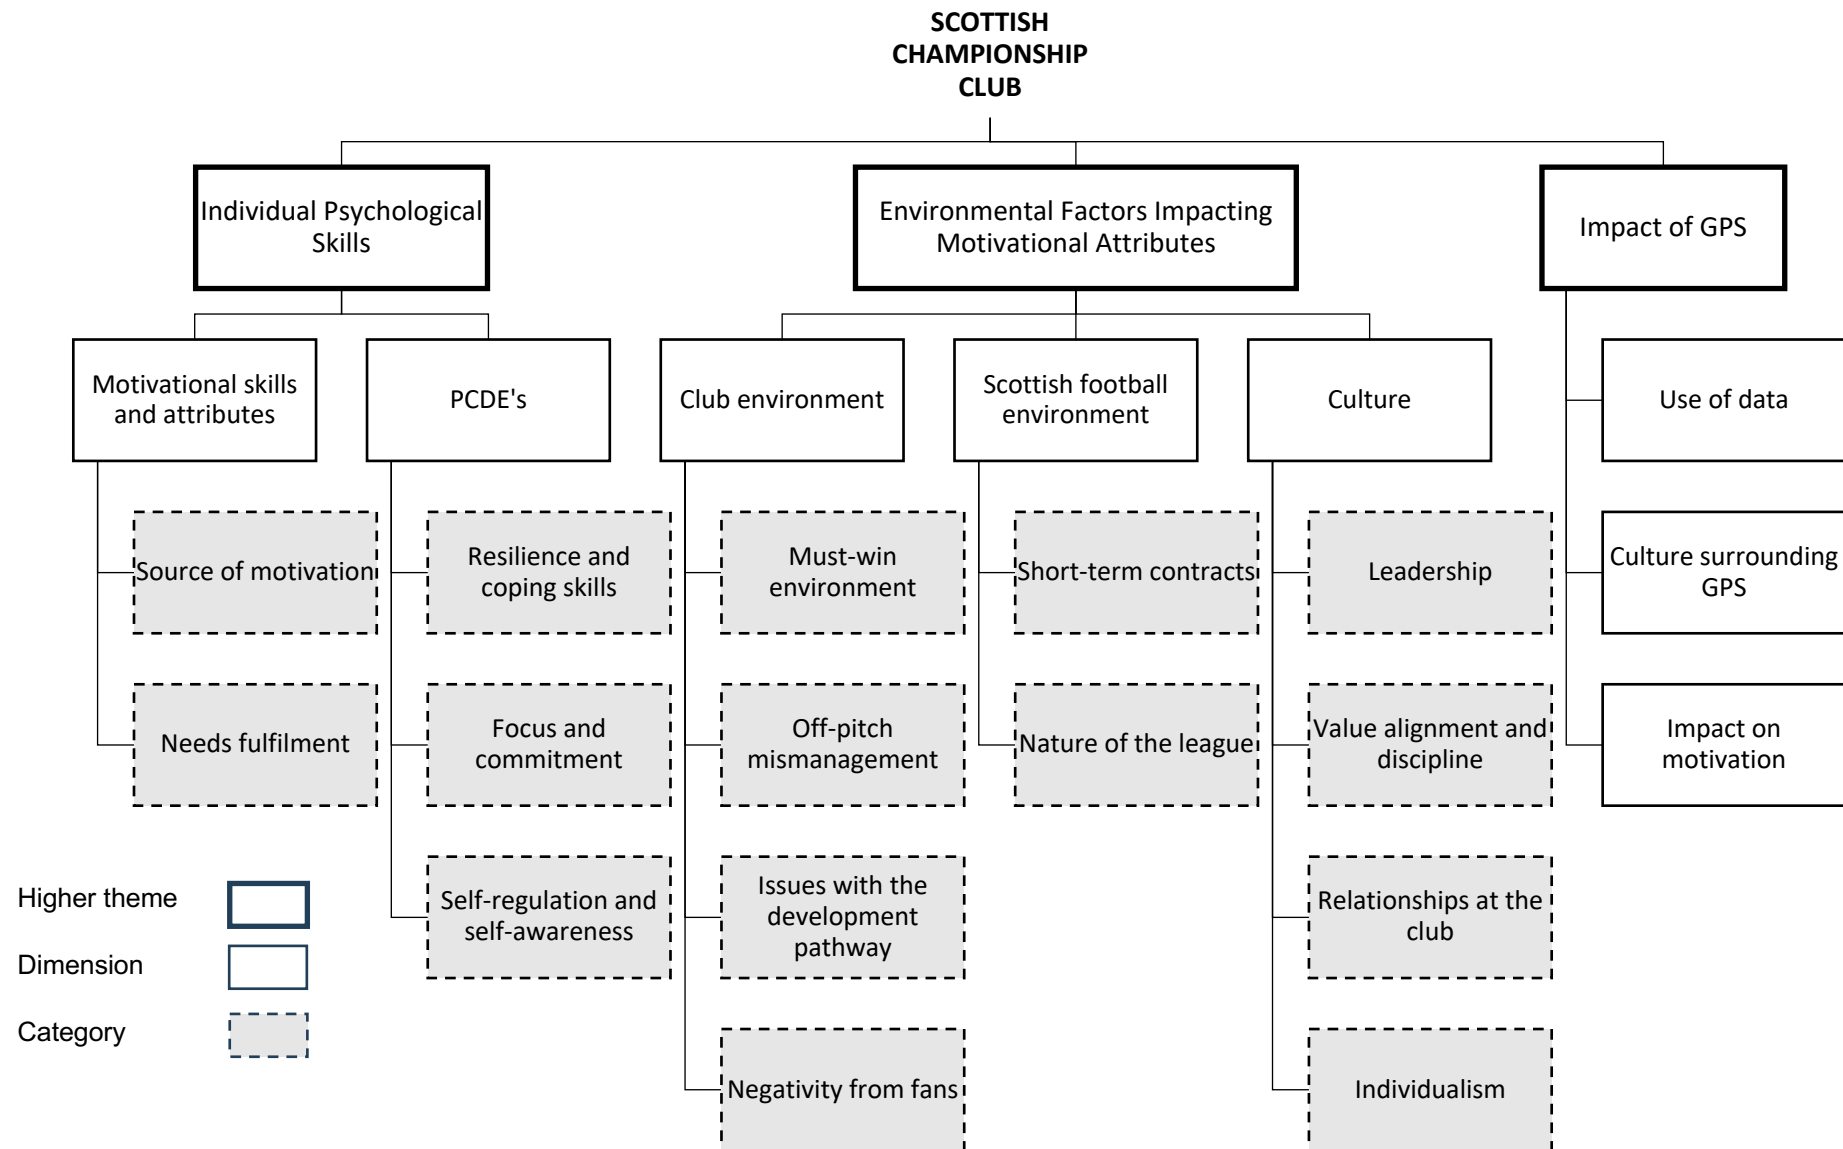 SCOTTISH
CHAMPIONSHIP
CLUB
Individual Psychological
Skills
Environmental Factors Impacting
Motivational Attributes
Impact of GPS
Motivational skills
and attributes
PCDE's
Club environment
Scottish football
environment
Culture
Use of data
Source of motivation
Resilience and
coping skills
Must-win
environment
Short-term contracts
Leadership
Culture surrounding
GPS
Needs fulfilment
Focus and
commitment
Off-pitch
mismanagement
Nature of the league
Value alignment and
discipline
Impact on
motivation
Self-regulation and
self-awareness
Issues with the
development
pathway
Relationships at the
club
Negativity from fans
Individualism
Higher theme
Dimension
Category